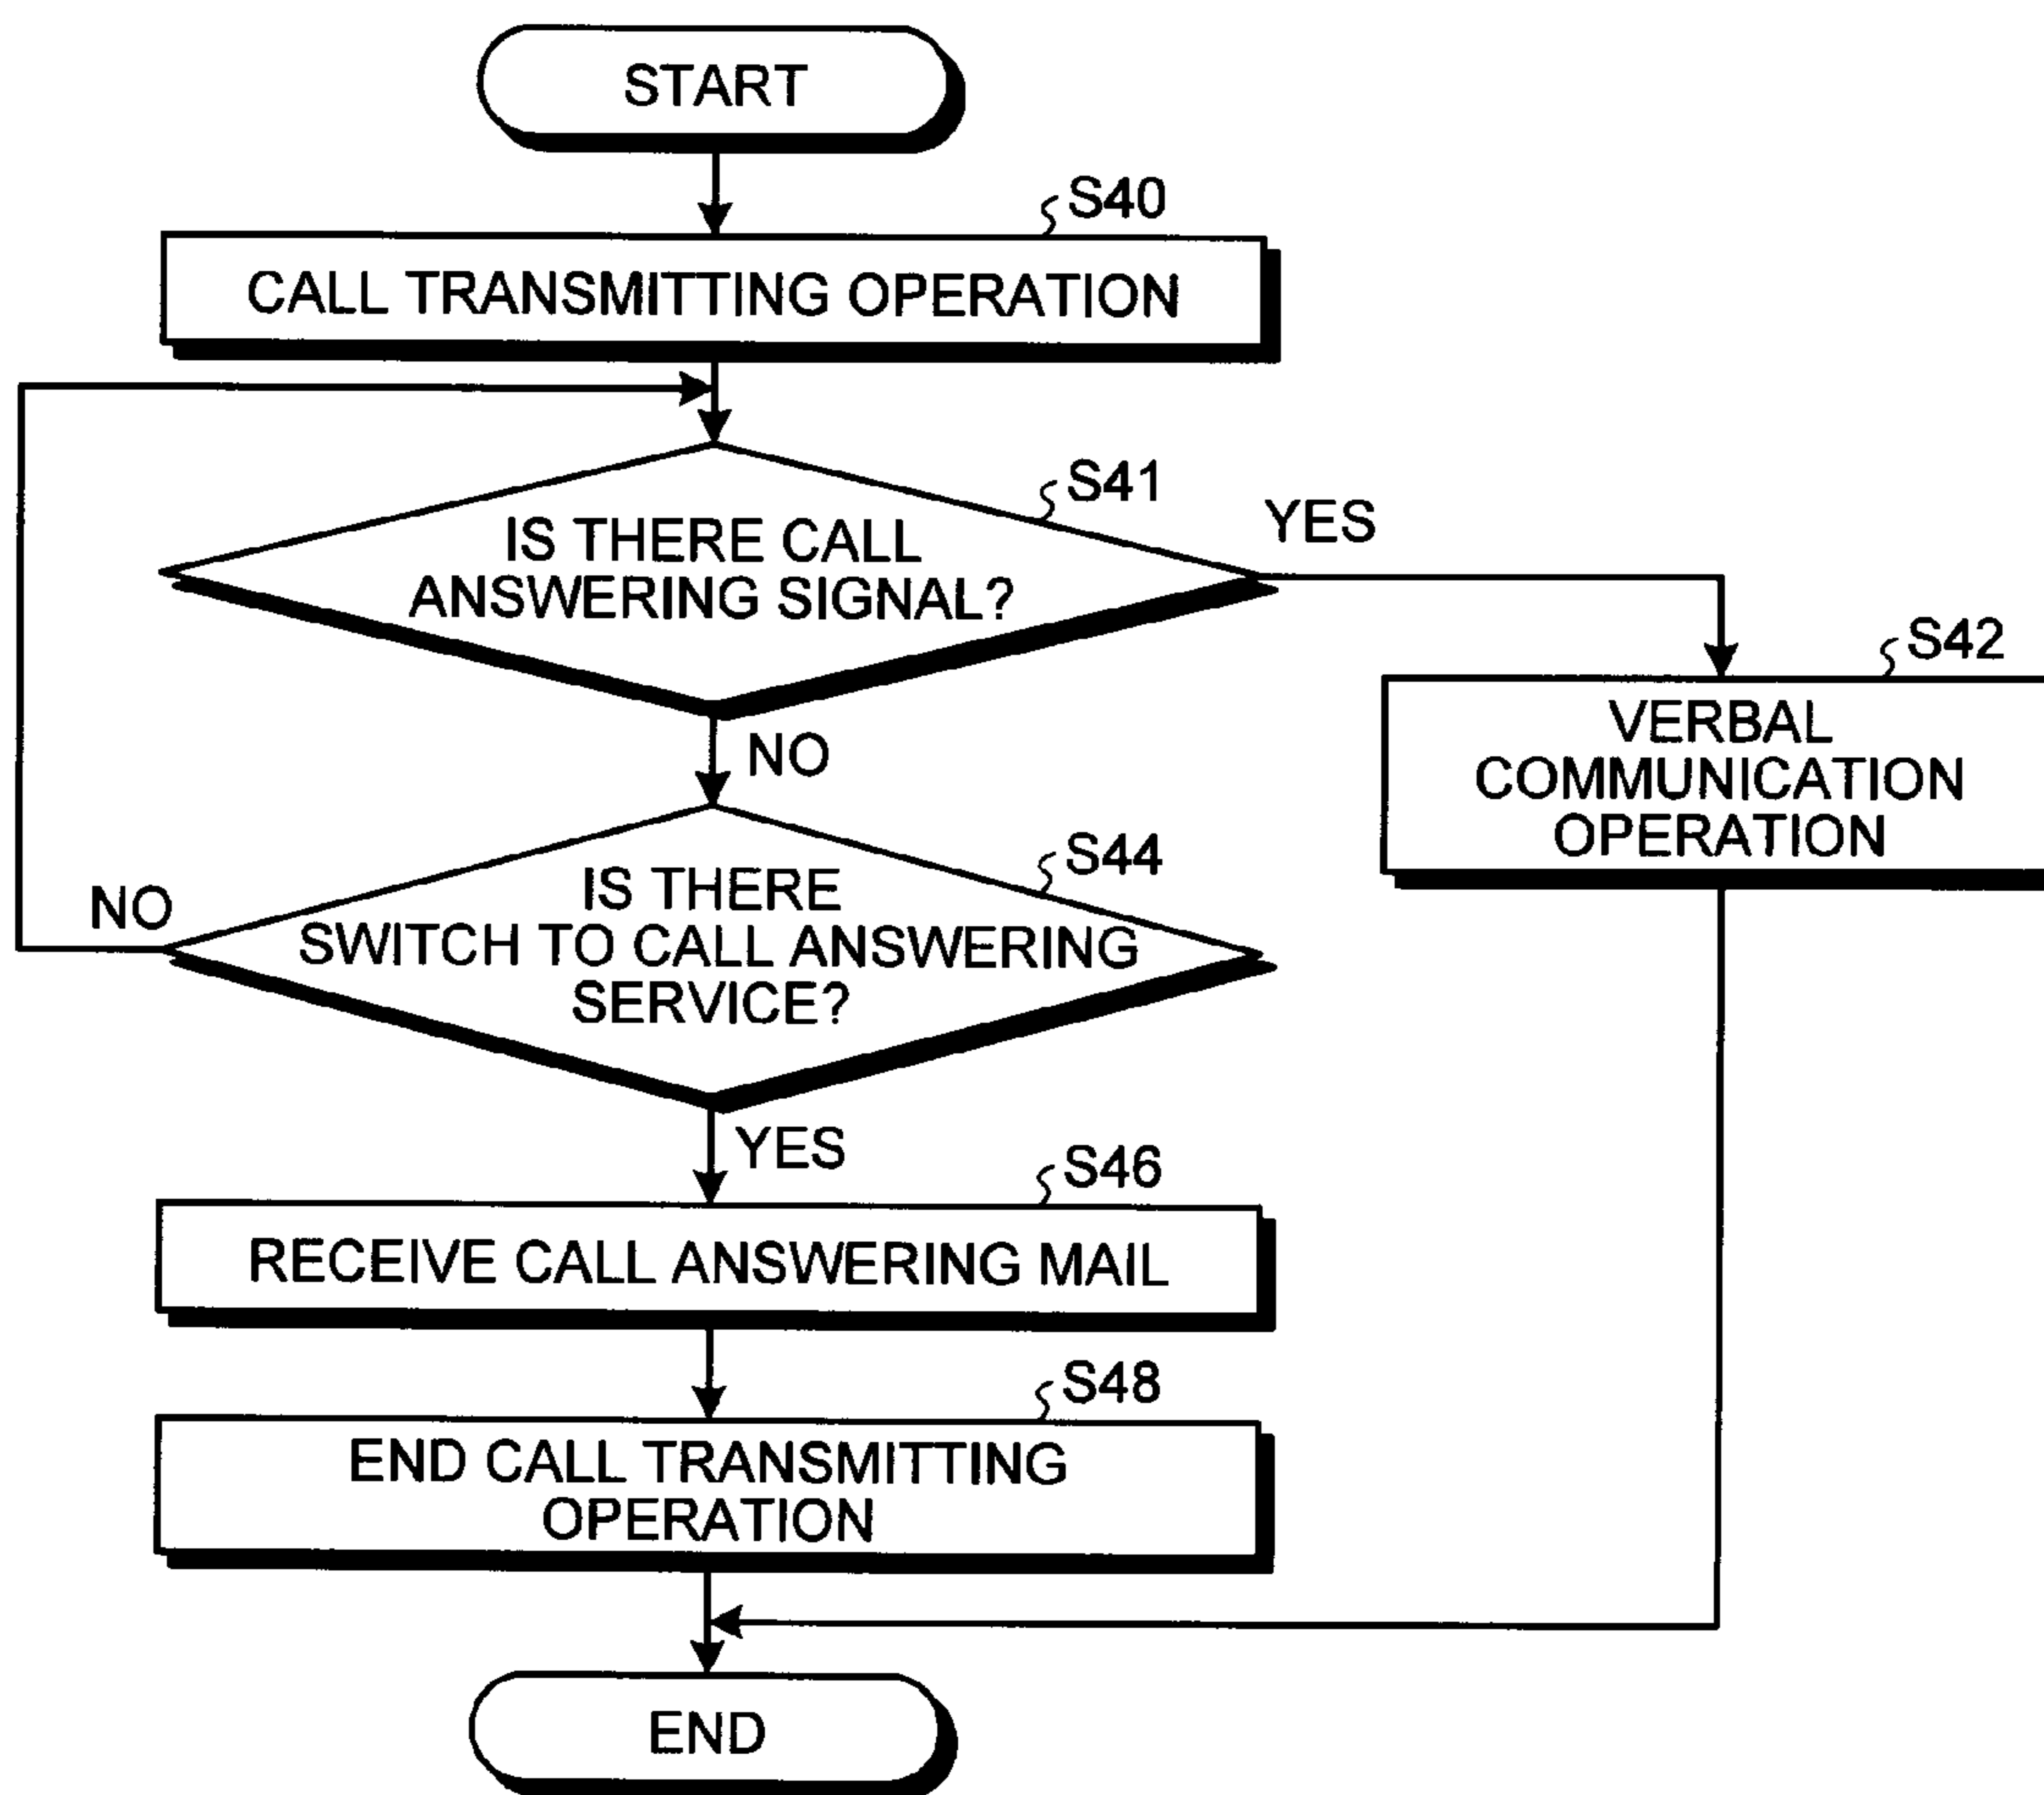 START
S40
CALL TRANSMITTING OPERATION
S41
IS THERE CALL
ANSWERING SIGNAL?
YES
S42
VERBAL
COMMUNICATION
OPERATION
NO
S44
IS THERE
SWITCH TO CALL ANSWERING
SERVICE?
NO
YES
S46
RECEIVE CALL ANSWERING MAIL
S48
END CALL TRANSMITTING
OPERATION
END